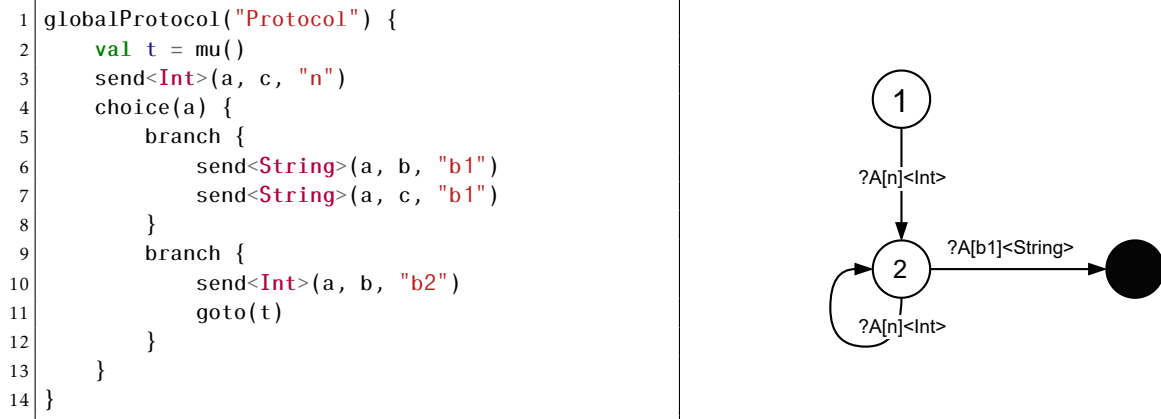 1 globalProtocol("Protocol") {
2 val t = mu()
3 send<Int>(a, c, "n")
4 choice(a) {
5 branch {
6 send<String>(a, b, "b1")
7 send<String>(a, c, "b1")
8 }
9 branch {
10 send<Int>(a, b, "b2")
11 goto(t)
12 }
13 }
14 }
1
?A[n]<Int>
?A[b1]<String>
2
?A[n]<Int>